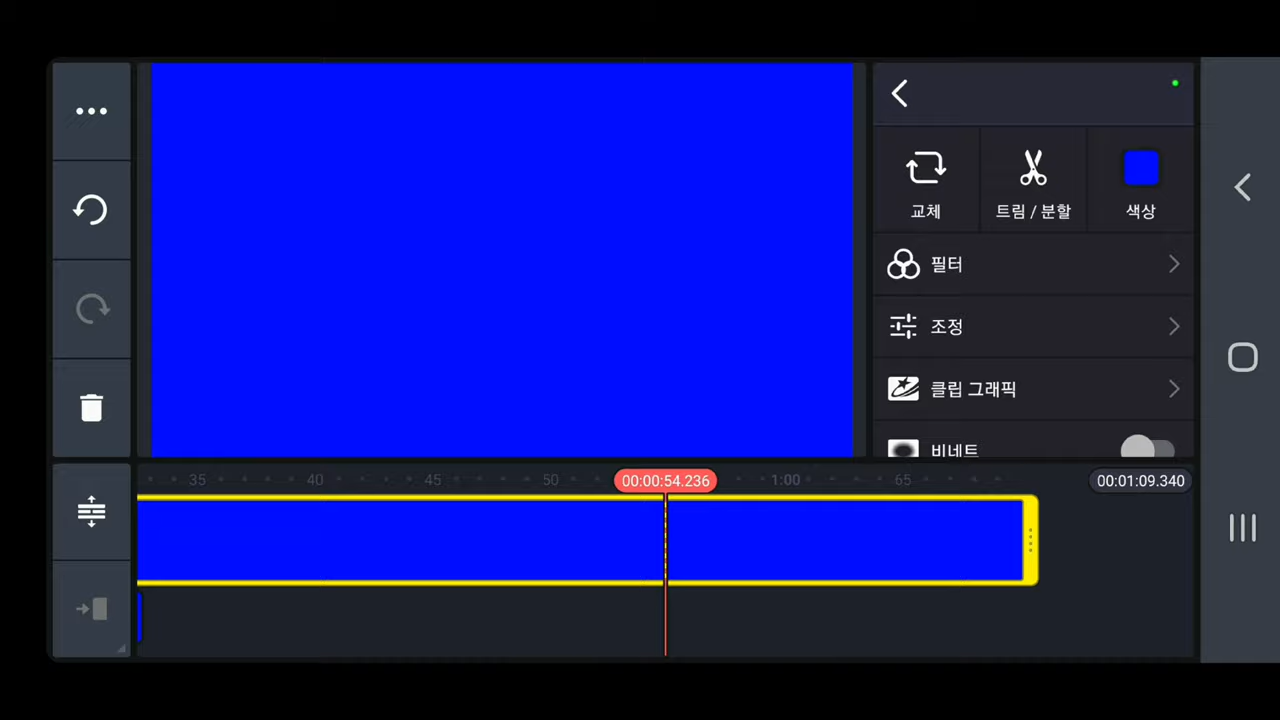 교체
트림 / 분할
색상
필터
조정
클립 그래픽
비네트
35
40
45
50
00:00:54.236
1:00
65
00:01:09.340